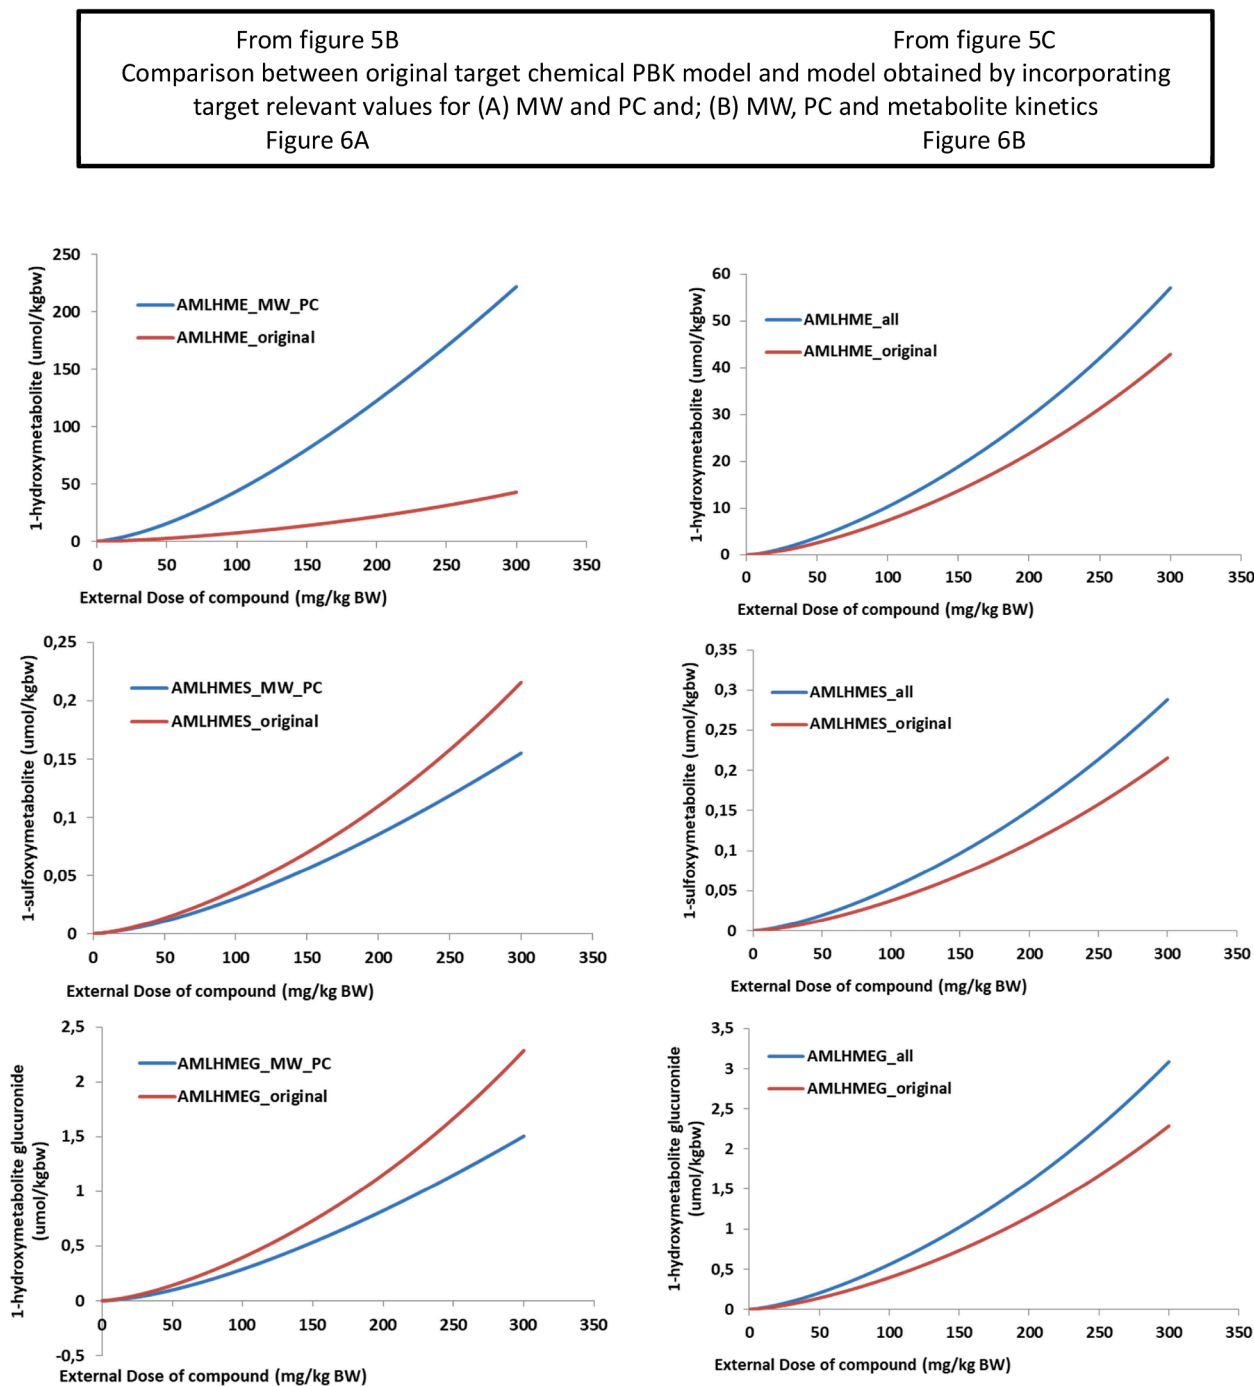 From figure 5B From figure 5C
Comparison between original target chemical PBK model and model obtained by incorporating
target relevant values for (A) MW and PC and; (B) MW, PC and metabolite kinetics
Figure 6A Figure 6B
1-hydroxymetabolite (umol/kgbw)
250
200
150
100
50
0
AMLHME_MW_PC
AMLHME_original
0 50 100 150 200 250 300 350
External Dose of compound (mg/kg BW)
1-hydroxymetabolite (umol/kgbw)
60
50
40
30
20
10
0
AMLHME_all
AMLHME_original
0 50 100 150 200 250 300 350
External Dose of compound (mg/kg BW)
1-sulfoxyymetabolite (umol/kgbw)
0,25
0,2
0,15
0,1
0,05
0
AMLHMES_MW_PC
AMLHMES_original
0 50 100 150 200 250 300 350
External Dose of compound (mg/kg BW)
1-sulfoxyymetabolite (umol/kgbw)
0,35
0,3
0,25
0,2
0,15
0,1
0,05
0
AMLHMES_all
AMLHMES_original
0 50 100 150 200 250 300 350
External Dose of compound (mg/kg BW)
1-hydroxymetabolite glucuronide
(umol/kgbw)
2,5
2
1,5
1
0,5
0
-0,5
AMLHMEG_MW_PC
AMLHMEG_original
0 50 100 150 200 250 300 350
External Dose of compound (mg/kg BW)
1-hydroxymetabolite glucuronide
(umol/kgbw)
3,5
3
2,5
2
1,5
1
0,5
0
AMLHMEG_all
AMLHMEG_original
0 50 100 150 200 250 300 350
External Dose of compound (mg/kg BW)